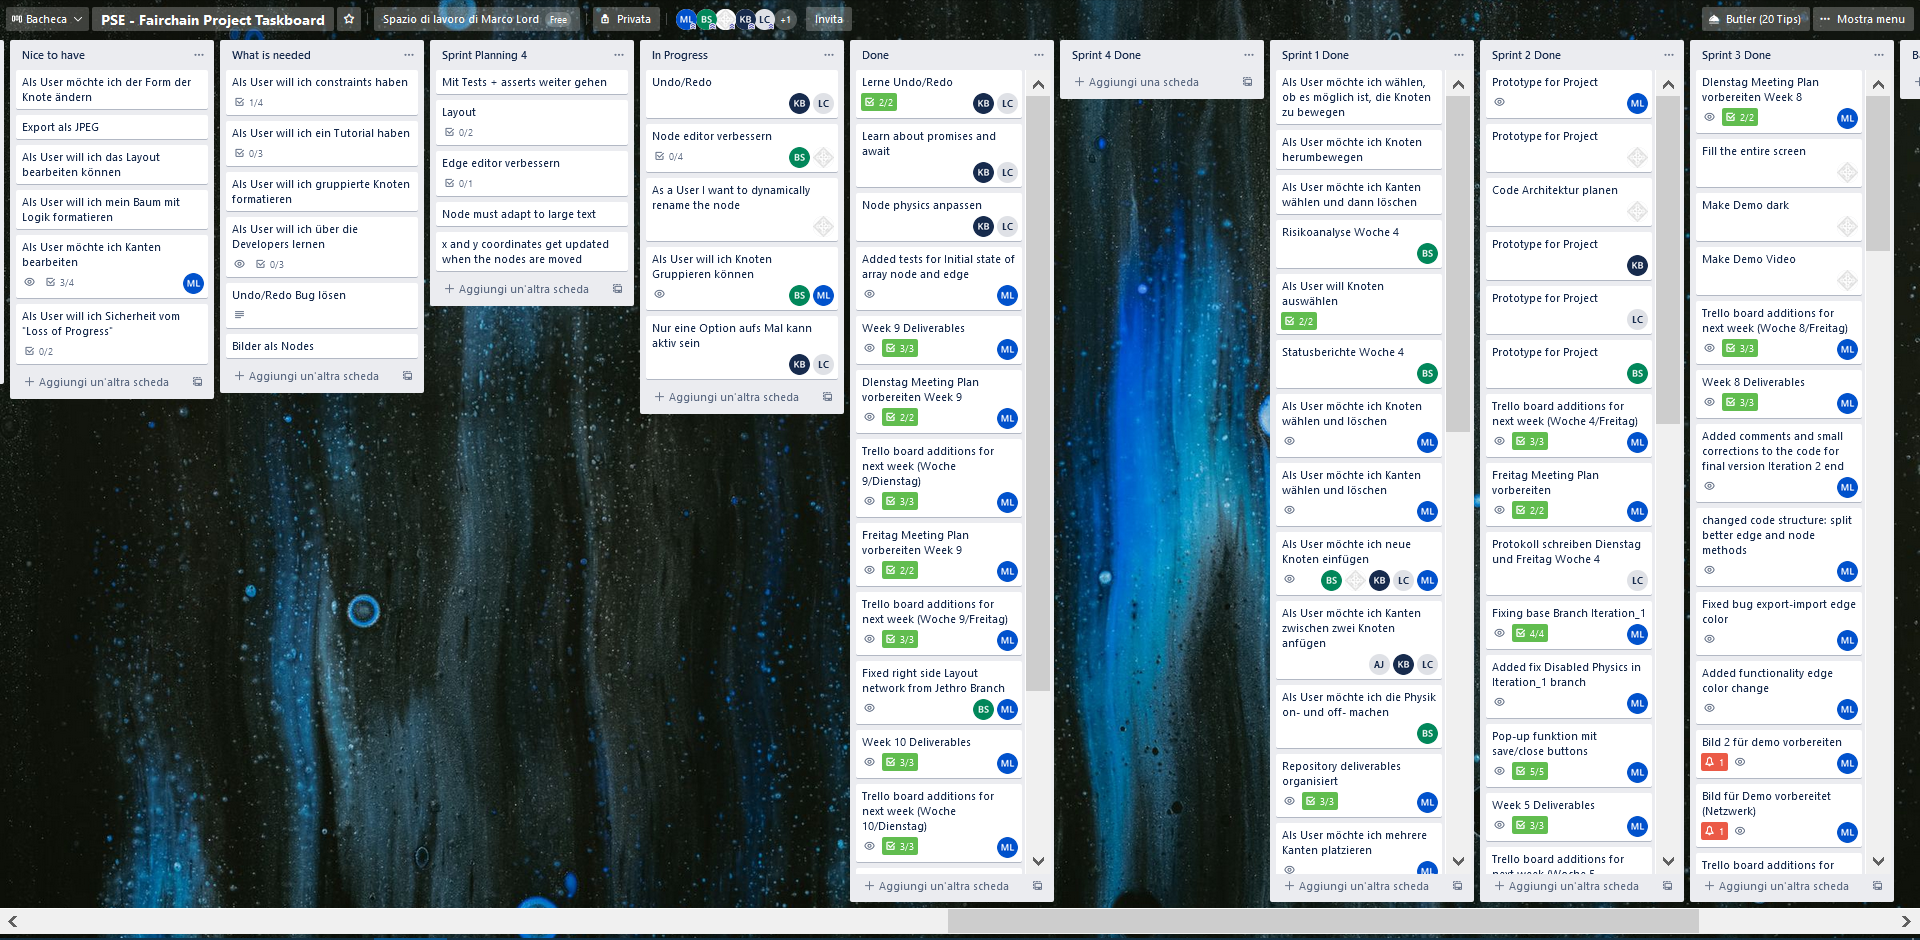 Bacheca
PSE - Fairchain Project Taskboard
Spazio di lavoro di Marco Lord Free
Privata
ML BS KB LC +1
Invita
Butler (20 Tips)
Mostra menu
Nice to have
Als User möchte ich der Form der
Knote ändern
Export als JPEG
Als User will ich das Layout
bearbeiten können
Als User will ich mein Baum mit
Logik formatieren
Als User möchte ich Kanten
bearbeiten
3/4 ML
Als User will ich Sicherheit vom
"Loss of Progress"
0/2
+ Aggiungi un'altra scheda
What is needed
Als User will ich constraints haben
1/4
Als User will ich ein Tutorial haben
0/3
Als User will ich gruppierte Knoten
formatieren
Als User will ich über die
Developers lernen
0/3
Undo/Redo Bug lösen
Bilder als Nodes
+ Aggiungi un'altra scheda
Sprint Planning 4
Mit Tests + asserts weiter gehen
Layout
0/2
Edge editor verbessern
0/1
Node must adapt to large text
x and y coordinates get updated
when the nodes are moved
+ Aggiungi un'altra scheda
In Progress
Undo/Redo
KB LC
Node editor verbessern
0/4 BS
As a User I want to dynamically
rename the node
Als User will ich Knoten
Gruppieren können
BS ML
Nur eine Option aufs Mal kann
aktiv sein
KB LC
+ Aggiungi un'altra scheda
Done
Lerne Undo/Redo
2/2 KB LC
Learn about promises and
await
KB LC
Node physics anpassen
KB LC
Added tests for Initial state of
array node and edge
ML
Week 9 Deliverables
3/3 ML
DIenstag Meeting Plan
vorbereiten Week 9
2/2 ML
Trello board additions for
next week (Woche
9/Dienstag)
3/3 ML
Freitag Meeting Plan
vorbereiten Week 9
2/2 ML
Trello board additions for
next week (Woche 9/Freitag)
3/3 ML
Fixed right side Layout
network from Jethro Branch
BS ML
Week 10 Deliverables
3/3 ML
Trello board additions for
next week (Woche
10/Dienstag)
3/3 ML
+ Aggiungi un'altra scheda
Sprint 4 Done
+ Aggiungi una scheda
Sprint 1 Done
Als User möchte ich wählen,
ob es möglich ist, die Knoten
zu bewegen
Als User möchte ich Knoten
herumbewegen
Als User möchte ich Kanten
wählen und dann löschen
Risikoanalyse Woche 4
BS
Als User will Knoten
auswählen
2/2
Statusberichte Woche 4
BS
Als User möchte ich Knoten
wählen und löschen
ML
Als User möchte ich Kanten
wählen und löschen
ML
Als User möchte ich neue
Knoten einfügen
BS KB LC ML
Als User möchte ich Kanten
zwischen zwei Knoten
anfügen
AJ KB LC
Als User möchte ich die Physik
on- und off- machen
BS
Repository deliverables
organisiert
3/3 ML
Als User möchte ich mehrere
Kanten platzieren
ML
+ Aggiungi un'altra scheda
Sprint 2 Done
Prototype for Project
ML
Prototype for Project
Code Architektur planen
Prototype for Project
KB
Prototype for Project
LC
Prototype for Project
BS
Trello board additions for
next week (Woche 4/Freitag)
3/3 ML
Freitag Meeting Plan
vorbereiten
2/2 ML
Protokoll schreiben Dienstag
und Freitag Woche 4
LC
Fixing base Branch Iteration_1
4/4 ML
Added fix Disabled Physics in
Iteration_1 branch
ML
Pop-up funktion mit
save/close buttons
5/5 ML
Week 5 Deliverables
3/3 ML
Trello board additions for
next week (Woche 5
+ Aggiungi un'altra scheda
Sprint 3 Done
DIenstag Meeting Plan
vorbereiten Week 8
2/2 ML
Fill the entire screen
Make Demo dark
Make Demo Video
Trello board additions for
next week (Woche 8/Freitag)
3/3 ML
Week 8 Deliverables
3/3 ML
Added comments and small
corrections to the code for
final version Iteration 2 end
ML
changed code structure: split
better edge and node
methods
ML
Fixed bug export-import edge
color
ML
Added functionality edge
color change
ML
Bild 2 für demo vorbereiten
1 ML
Bild für Demo vorbereitet
(Netzwerk)
1 ML
Trello board additions for
+ Aggiungi un'altra scheda